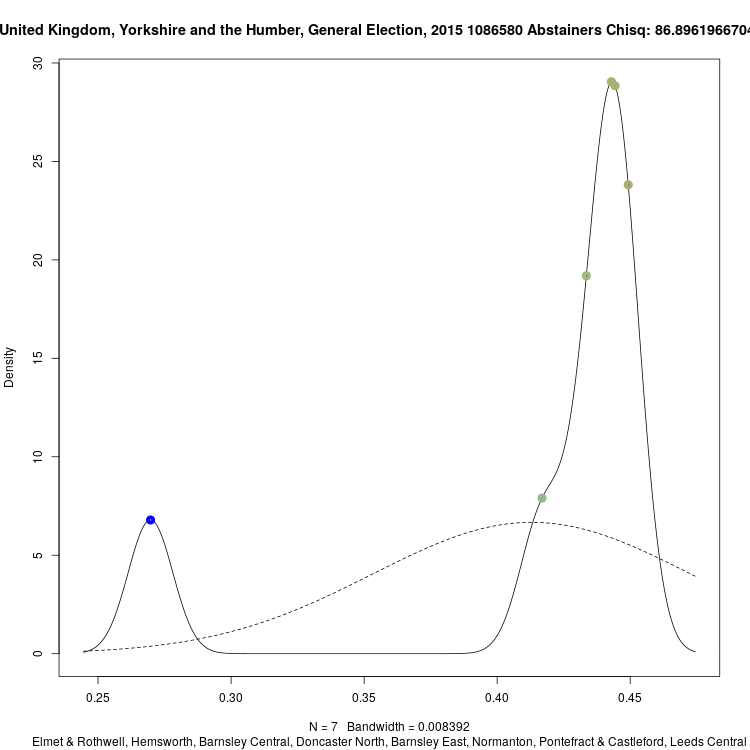 United Kingdom, Yorkshire and the Humber, General Election, 2015 1086580 Abstainers Chisq: 86.8961966704
30
25
20
15
10
5
0
Density
0.25 0.30 0.35 0.40 0.45
N = 7 Bandwidth = 0.008392
Elmet & Rothwell, Hemsworth, Barnsley Central, Doncaster North, Barnsley East, Normanton, Pontefract & Castleford, Leeds Central